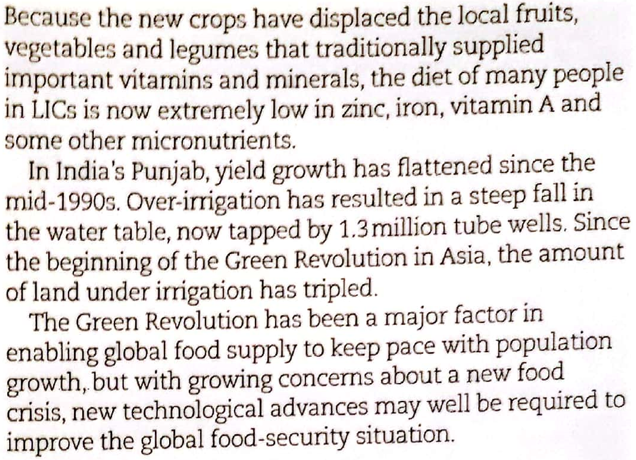 Because the new crops have displaced the local fruits,
vegetables and legumes that traditionally supplied
important vitamins and minerals, the diet of many people
in LICs is now extremely low in zinc, iron, vitamin A and
some other micronutrients.
In India's Punjab, yield growth has flattened since the
mid-1990s. Over-irrigation has resulted in a steep fall in
the water table, now tapped by 1.3 million tube wells. Since
the beginning of the Green Revolution in Asia, the amount
of land under irrigation has tripled.
The Green Revolution has been a major factor in
enabling global food supply to keep pace with population
growth, but with growing concerns about a new food
crisis, new technological advances may well be required to
improve the global food-security situation.